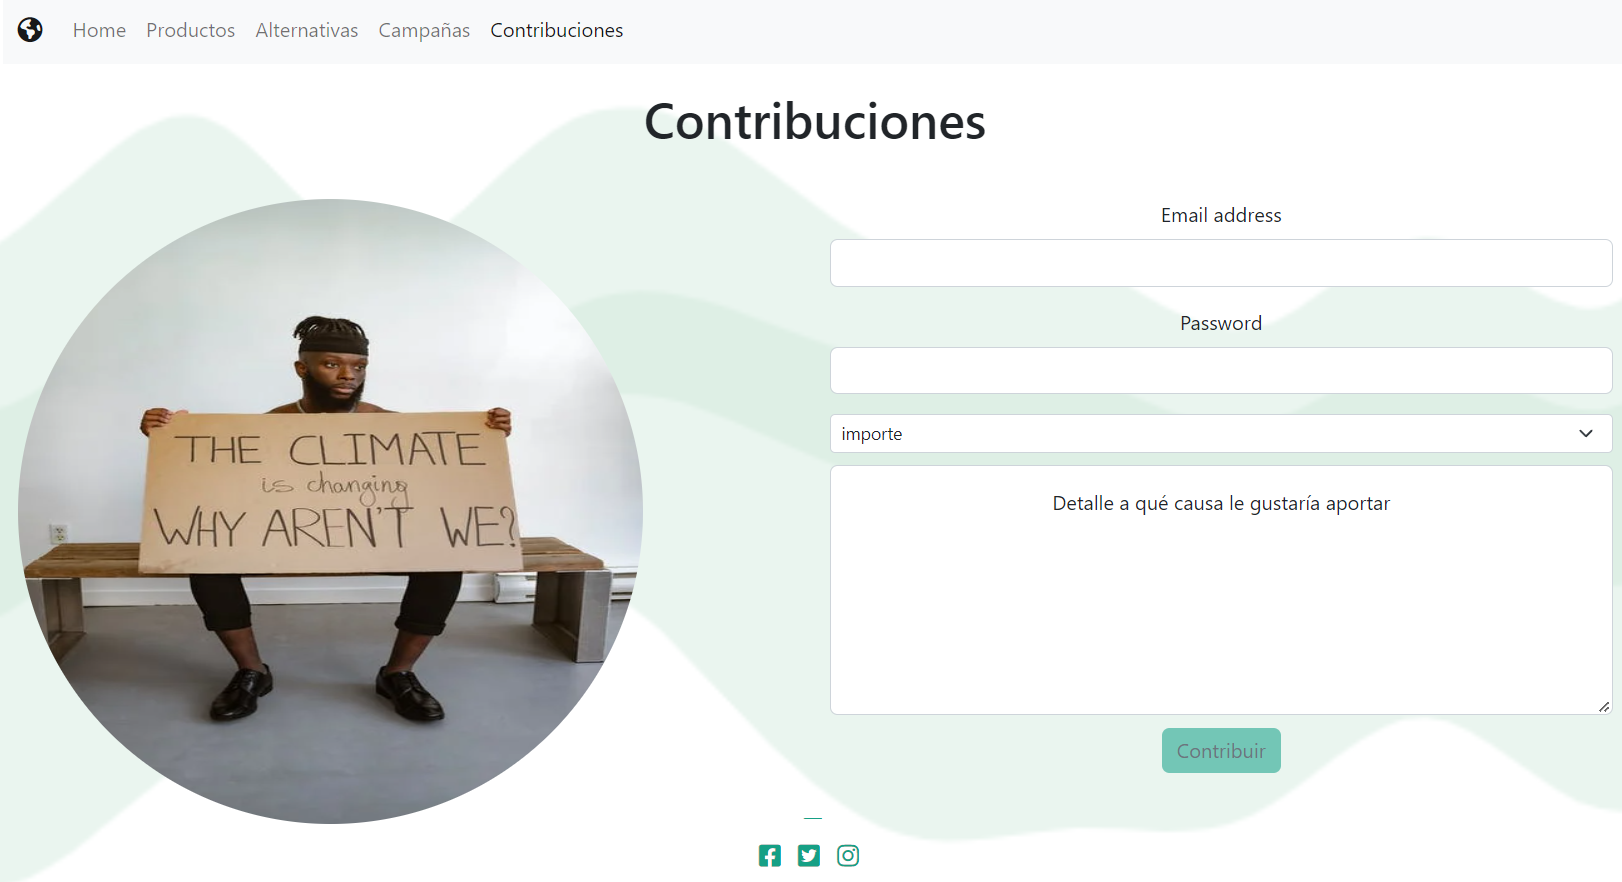 Home Productos Alternativas Campañas Contribuciones
Contribuciones
THE CLIMATE
is changing
WHY AREN'T WE?
Email address
Password
importe
Detalle a qué causa le gustaría aportar
Contribuir